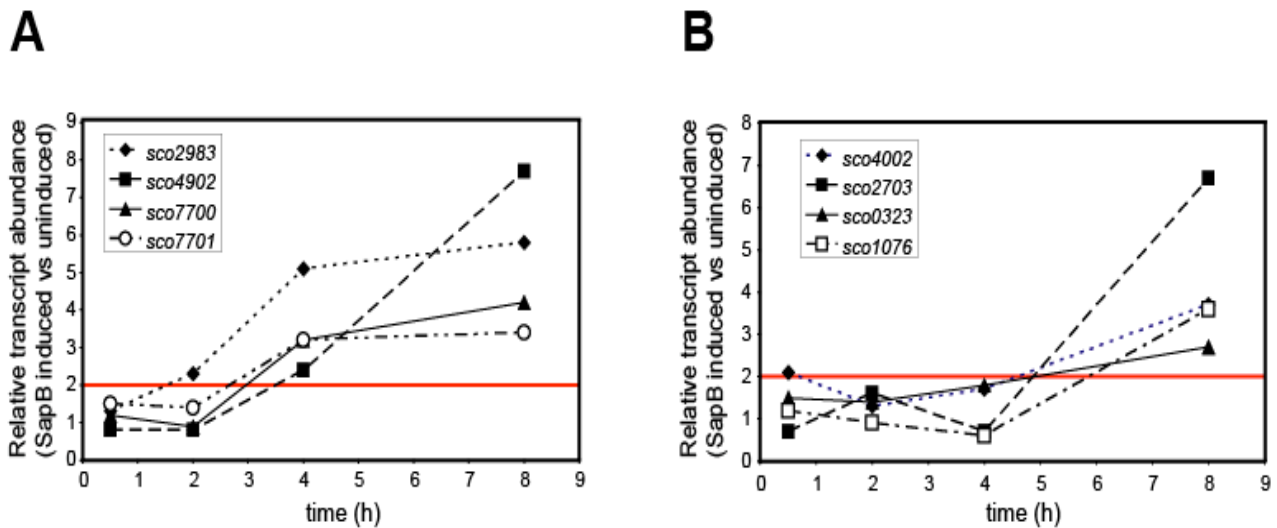 A
Relative transcript abundance
(SapB induced vs uninduced)
9
8
7
6
5
4
3
2
1
0
sco2983
sco4902
sco7700
sco7701
0 1 2 3 4 5 6 7 8 9
time (h)
B
Relative transcript abundance
(SapB induced vs uninduced)
8
7
6
5
4
3
2
1
0
sco4002
sco2703
sco0323
sco1076
0 1 2 3 4 5 6 7 8 9
time (h)